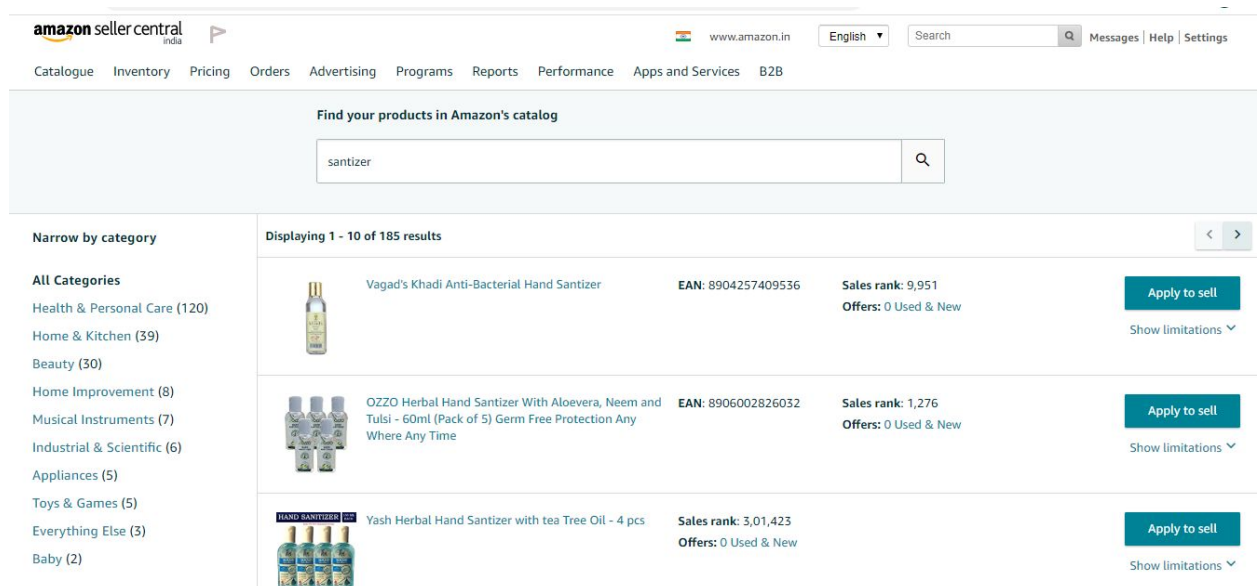 amazon seller central
india
www.amazon.in
English
Search
Messages | Help | Settings
Catalogue Inventory Pricing Orders Advertising Programs Reports Performance Apps and Services B2B
Find your products in Amazon's catalog
santizer
Narrow by category
Displaying 1 - 10 of 185 results
All Categories
Health & Personal Care (120)
Home & Kitchen (39)
Beauty (30)
Home Improvement (8)
Musical Instruments (7)
Industrial & Scientific (6)
Appliances (5)
Toys & Games (5)
Everything Else (3)
Baby (2)
Vagad's Khadi Anti-Bacterial Hand Santizer
EAN: 8904257409536
Sales rank: 9,951
Offers: 0 Used & New
Apply to sell
Show limitations
OZZO Herbal Hand Santizer With Aloevera, Neem and
Tulsi - 60ml (Pack of 5) Germ Free Protection Any
Where Any Time
EAN: 8906002826032
Sales rank: 1,276
Offers: 0 Used & New
Apply to sell
Show limitations
HAND SANTIZER
Yash Herbal Hand Santizer with tea Tree Oil - 4 pcs
Sales rank: 3,01,423
Offers: 0 Used & New
Apply to sell
Show limitations